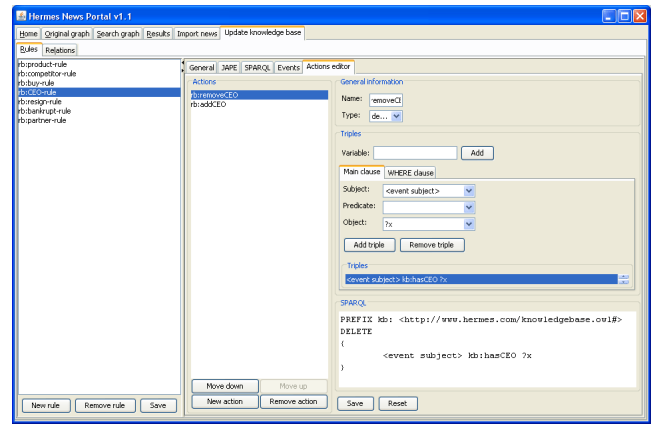 Hermes News Portal v1.1
Home Original graph Search graph Results Import news Update knowledge base
Rules Relations
rb:product-rule
rb:competitor-rule
rb:buy-rule
rb:CEO-rule
rb:resign-rule
rb:bankrupt-rule
rb:partner-rule
New rule Remove rule Save
General JAPE SPARQL Events Actions editor
Actions
rb:removeCEO
rb:addCEO
Move down Move up
New action Remove action
General information
Name:
Type: de...
Triples
Variable: Add
Main clause WHERE clause
Subject: <event subject>
Predicate:
Object: ?x
Add triple Remove triple
Triples
<event subject> kb:hasCEO ?x
SPARQL
PREFIX kb: <http://www.hermes.com/knowledgebase.owl#>
DELETE
(
<event subject> kb:hasCEO ?x
)
Save Reset